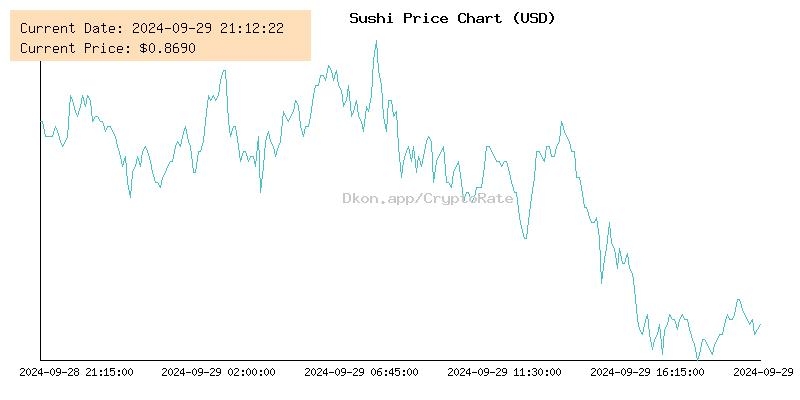 Sushi Price Chart (USD)
Current Date: 2024-09-29 21:12:22
Current Price: $0.8690
Dkon.app/CryptoRate
2024-09-28 21:15:00
2024-09-29 02:00:00
2024-09-29 06:45:00
2024-09-29 11:30:00
2024-09-29 16:15:00
2024-09-29